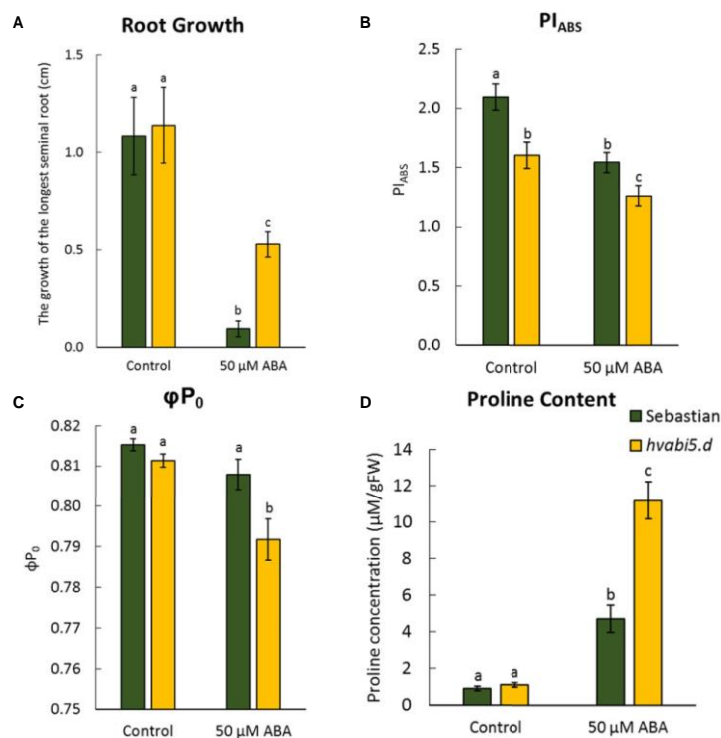 A
Root Growth
The growth of the longest seminal root (cm)
1.5
1.0
0.5
0.0
a
a
b
c
Control
50 μM ABA
B
PI_ABS
PI_ABS
2.5
2.0
1.5
1.0
0.5
0.0
a
b
b
c
Control
50 μM ABA
C
φP₀
ϕP₀
0.82
0.81
0.80
0.79
0.78
0.77
0.76
0.75
a
a
a
b
Control
50 μM ABA
D
Proline Content
Sebastian
hvabi5.d
Proline concentration (μM/gFW)
14
12
10
8
6
4
2
0
a
a
b
c
Control
50 μM ABA